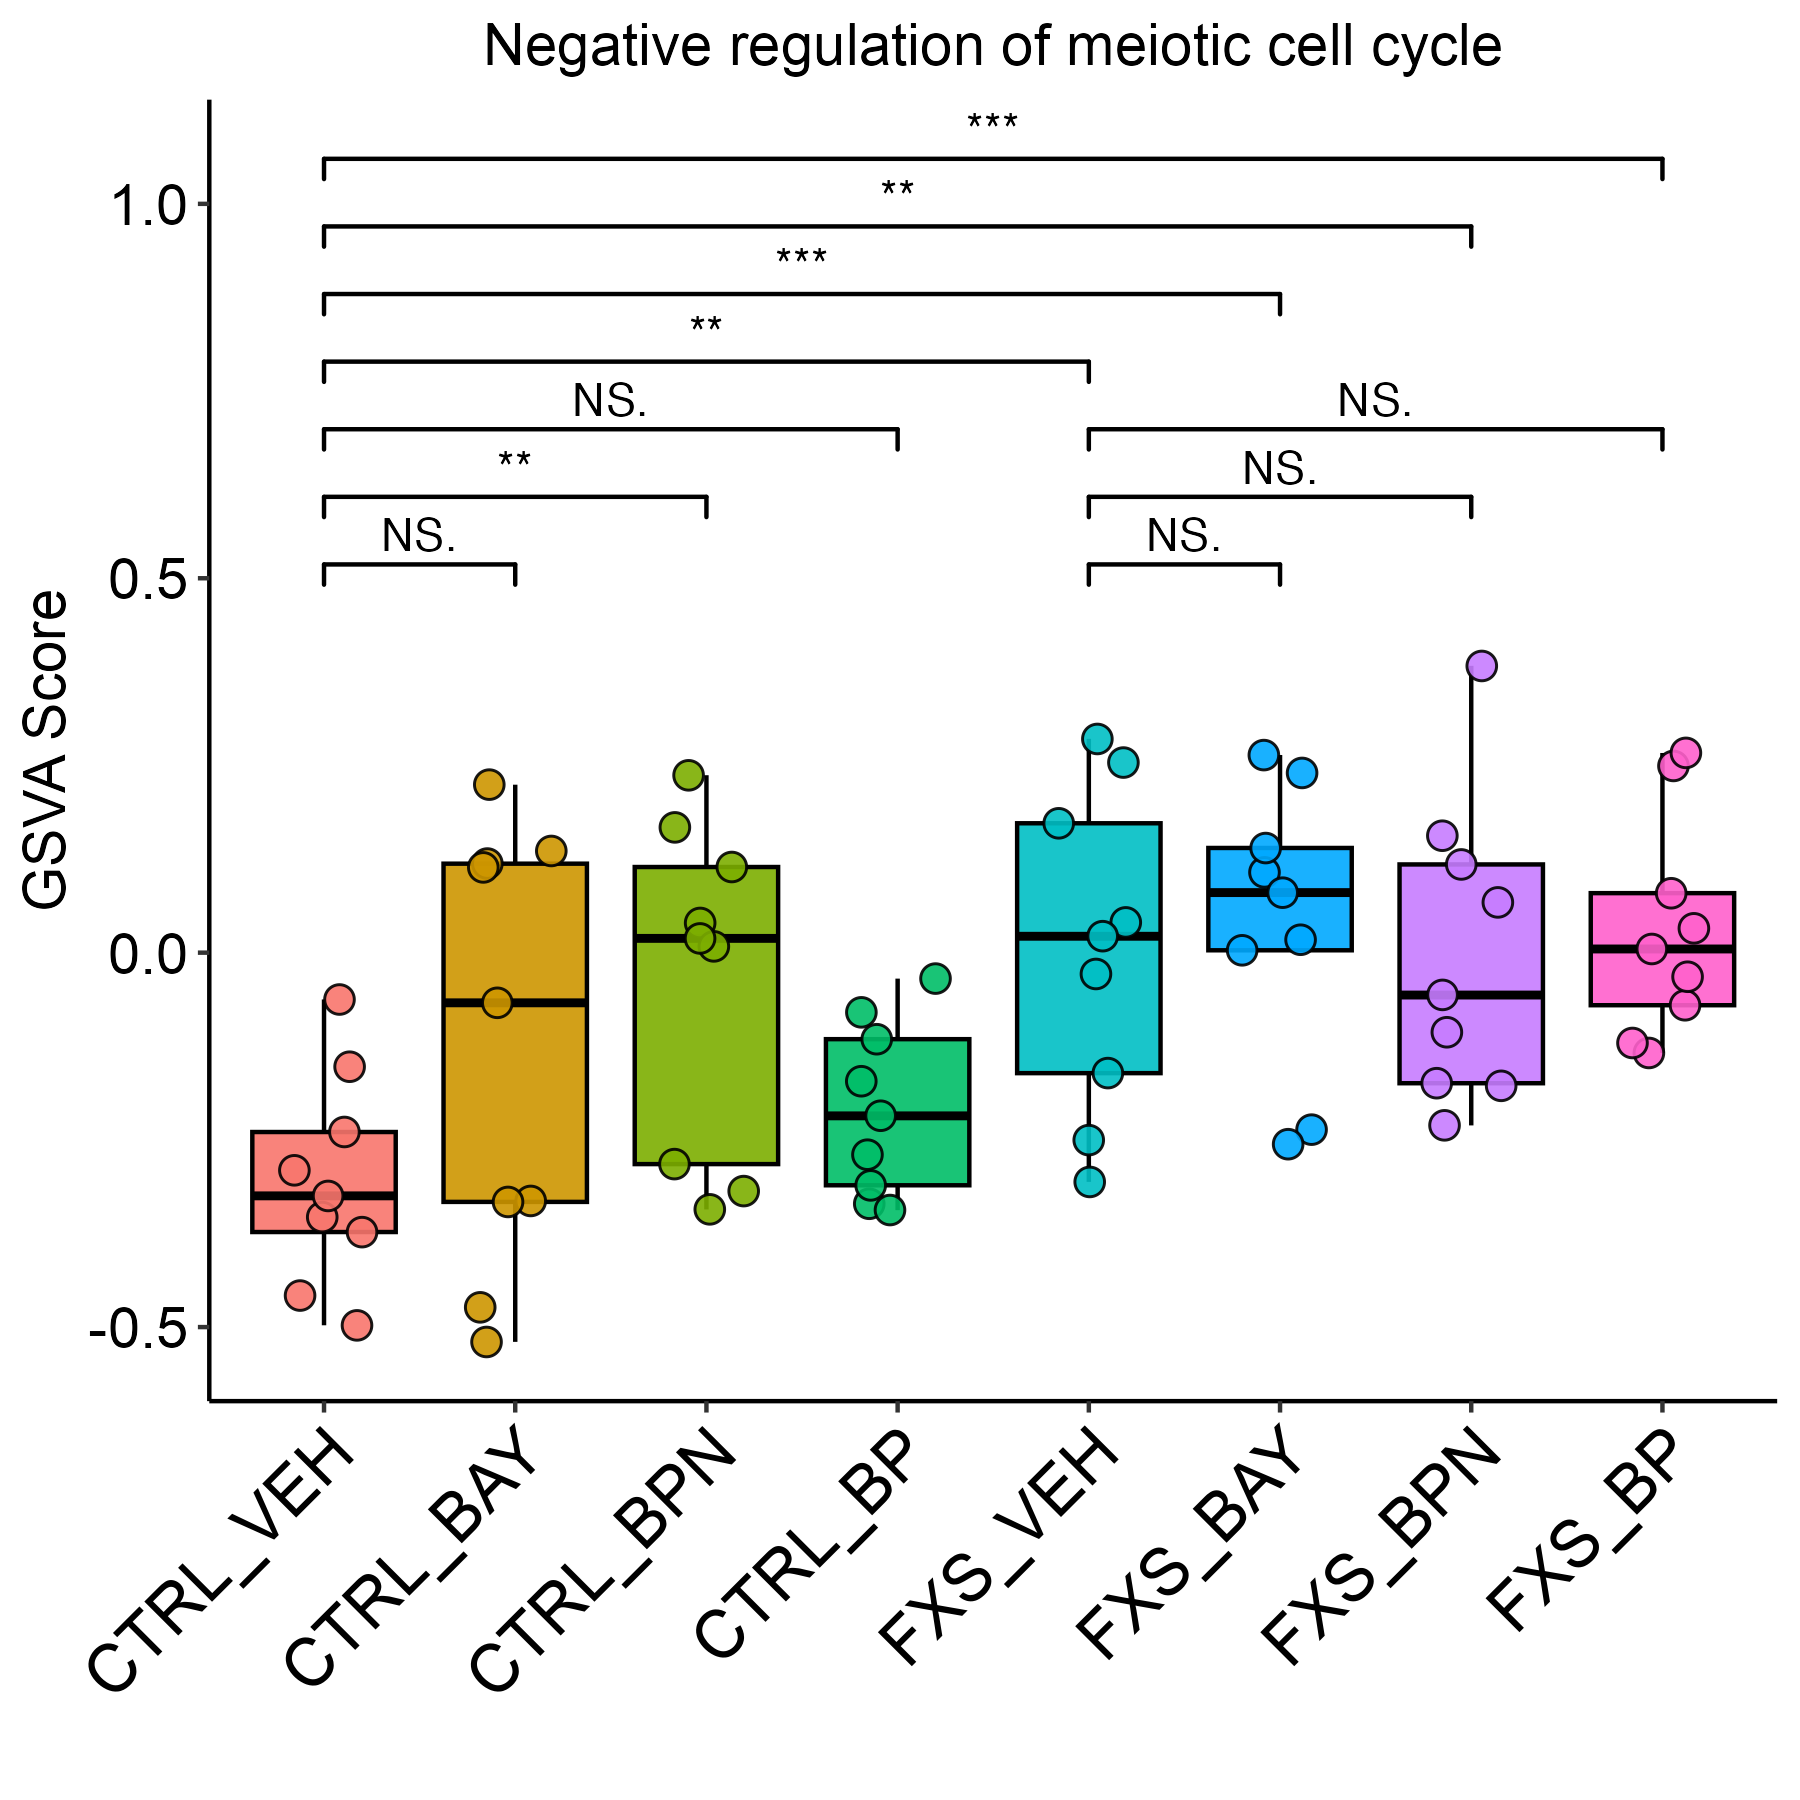 Negative regulation of meiotic cell cycle
***
**
***
**
NS. NS.
** NS.
NS. NS.
GSVA Score
1.0
0.5
0.0
-0.5
CTRL_VEH
CTRL_BAY
CTRL_BPN
CTRL_BP
FXS_VEH
FXS_BAY
FXS_BPN
FXS_BP